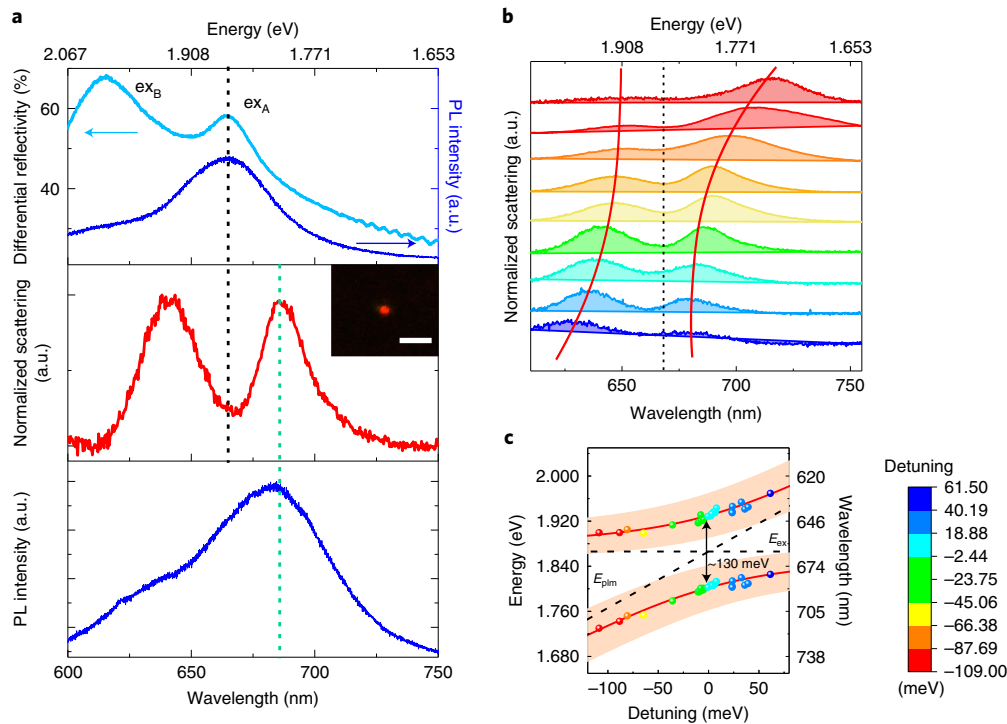 a
Energy (eV)
2.067 1.908 1.771 1.653
Differential reflectivity (%)
60
40
ex_B
ex_A
PL intensity (a.u.)
Normalized scattering
(a.u.)
PL intensity (a.u.)
600 650 700 750
Wavelength (nm)
b
Energy (eV)
1.908 1.771 1.653
Normalized scattering (a.u.)
650 700 750
Wavelength (nm)
c
Energy (eV)
2.000
1.920
1.840
1.760
1.680
E_plm
E_ex
~130 meV
620
646
674
705
738
Wavelength (nm)
−100 −50 0 50
Detuning (meV)
Detuning
61.50
40.19
18.88
−2.44
−23.75
−45.06
−66.38
−87.69
−109.00
(meV)